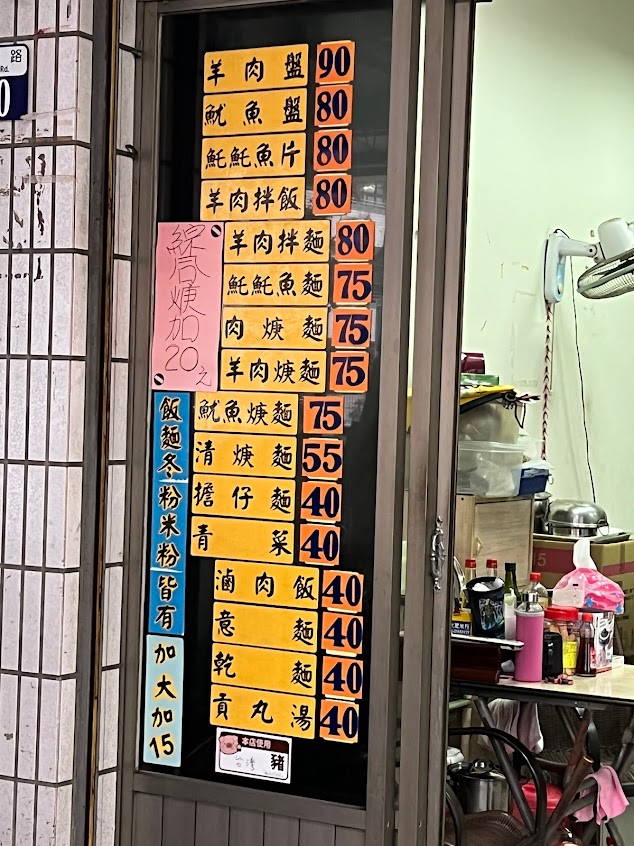 路
Rd.
0
羊肉盤 90
魷魚盤 80
魠魠魚片 80
羊肉拌飯 80
羊肉拌麵 80
魠魠魚麵 75
肉焿麵 75
羊肉焿麵 75
魷魚焿麵 75
清焿麵 55
擔仔麵 40
青菜 40
滷肉飯 40
意麵 40
乾麵 40
貢丸湯 40
焿加20元
飯麵冬粉米粉皆有
加大加15
本店使用
台灣
豬
5